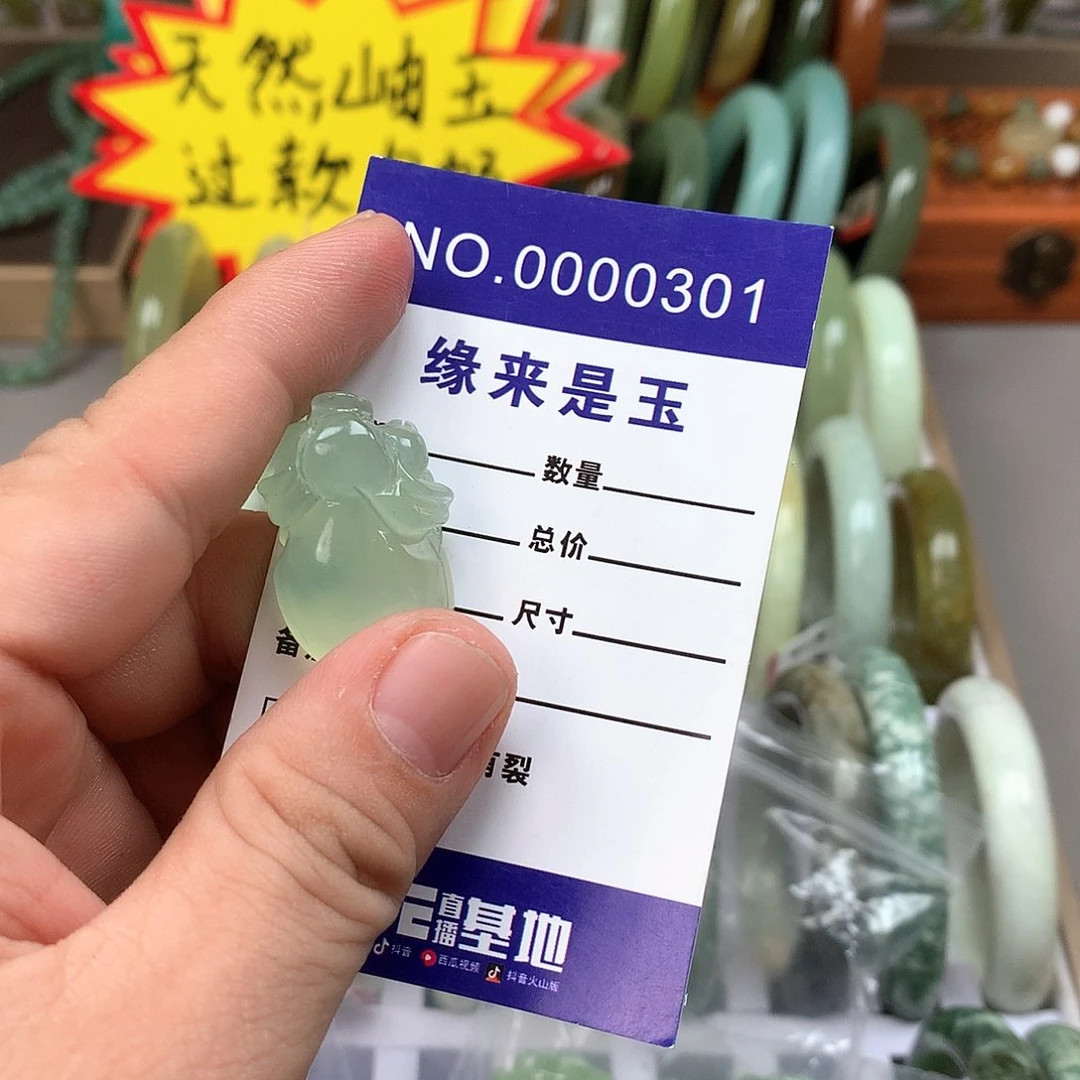 天然岫玉
过款
NO.0000301
缘来是玉
数量
总价
尺寸
备
裂
直播基地
抖音 西瓜视频 抖音火山版